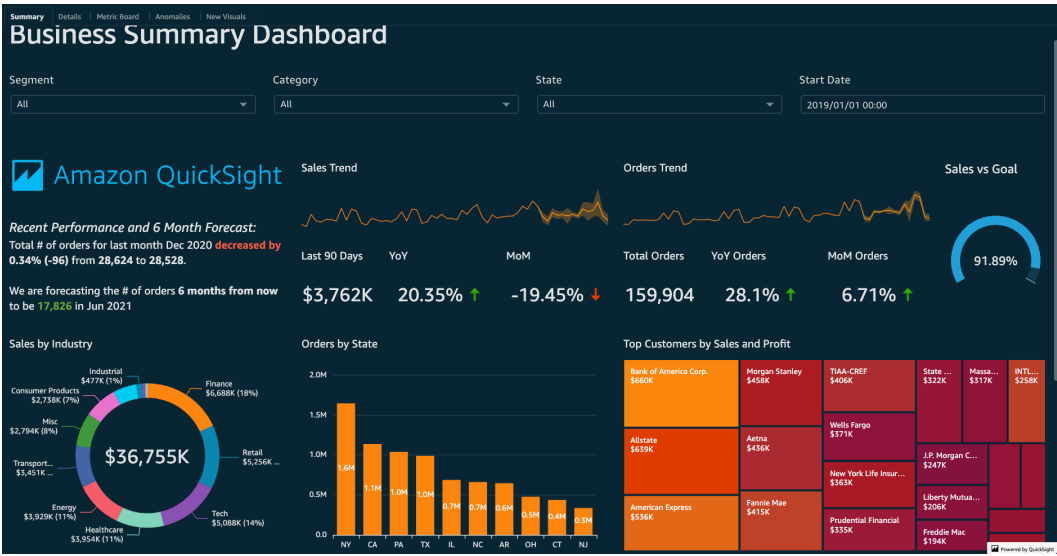 Summary
Details
Metric Board
Anomalies
New Visuals
Business Summary Dashboard
Segment
Category
State
Start Date
All
All
All
2019/01/01 00:00
Amazon QuickSight
Recent Performance and 6 Month Forecast:
Total # of orders for last month Dec 2020 decreased by
0.34% (-96) from 28,624 to 28,528.
We are forecasting the # of orders 6 months from now
to be 17,826 in Jun 2021
Sales Trend
Last 90 Days
YoY
MoM
$3,762K
20.35%
-19.45%
Orders Trend
Total Orders
YoY Orders
MoM Orders
159,904
28.1%
6.71%
Sales vs Goal
91.89%
Sales by Industry
Industrial
$477K (1%)
Consumer Products
$2,738K (7%)
Misc
$2,794K (8%)
Transport...
$3,451K ...
Energy
$3,929K (11%)
Healthcare
$3,954K (11%)
Tech
$5,088K (14%)
Retail
$5,256K ...
Finance
$6,688K (18%)
$36,755K
Orders by State
2.0M
1.5M
1.0M
0.5M
0.0
1.6M
1.1M
1.0M
1.0M
0.7M
0.7M
0.6M
0.5M
0.4M
0.3M
NY
CA
PA
TX
IL
NC
AR
OH
CT
NJ
Top Customers by Sales and Profit
Bank of America Corp.
$660K
Allstate
$639K
American Express
$536K
Morgan Stanley
$458K
Aetna
$436K
Fannie Mae
$415K
TIAA-CREF
$406K
Wells Fargo
$371K
New York Life Insur...
$363K
Prudential Financial
$335K
State ...
$322K
Massa...
$317K
INTL...
$258K
J.P. Morgan C...
$247K
Liberty Mutua...
$206K
Freddie Mac
$194K
Powered by QuickSight